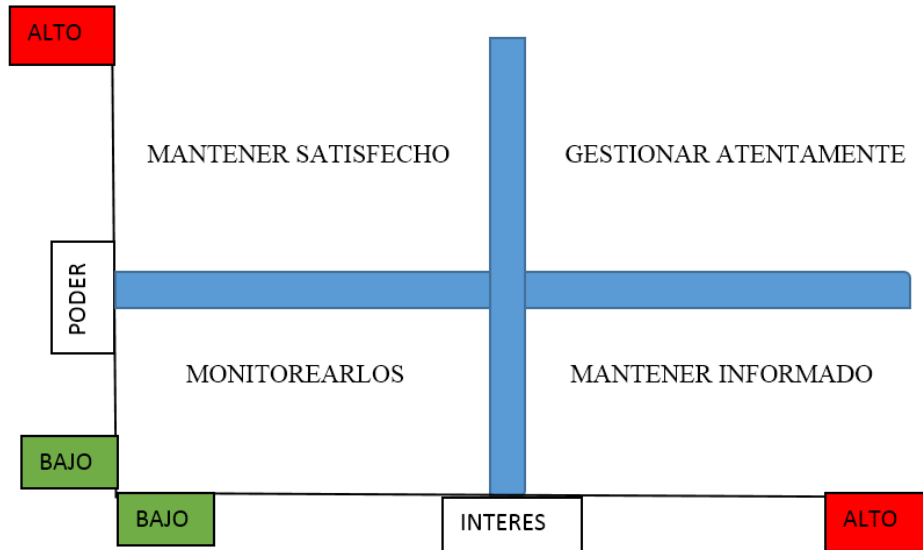 ALTO
MANTENER SATISFECHO
GESTIONAR ATENTAMENTE
PODER
MONITOREARLOS
MANTENER INFORMADO
BAJO
BAJO
INTERES
ALTO